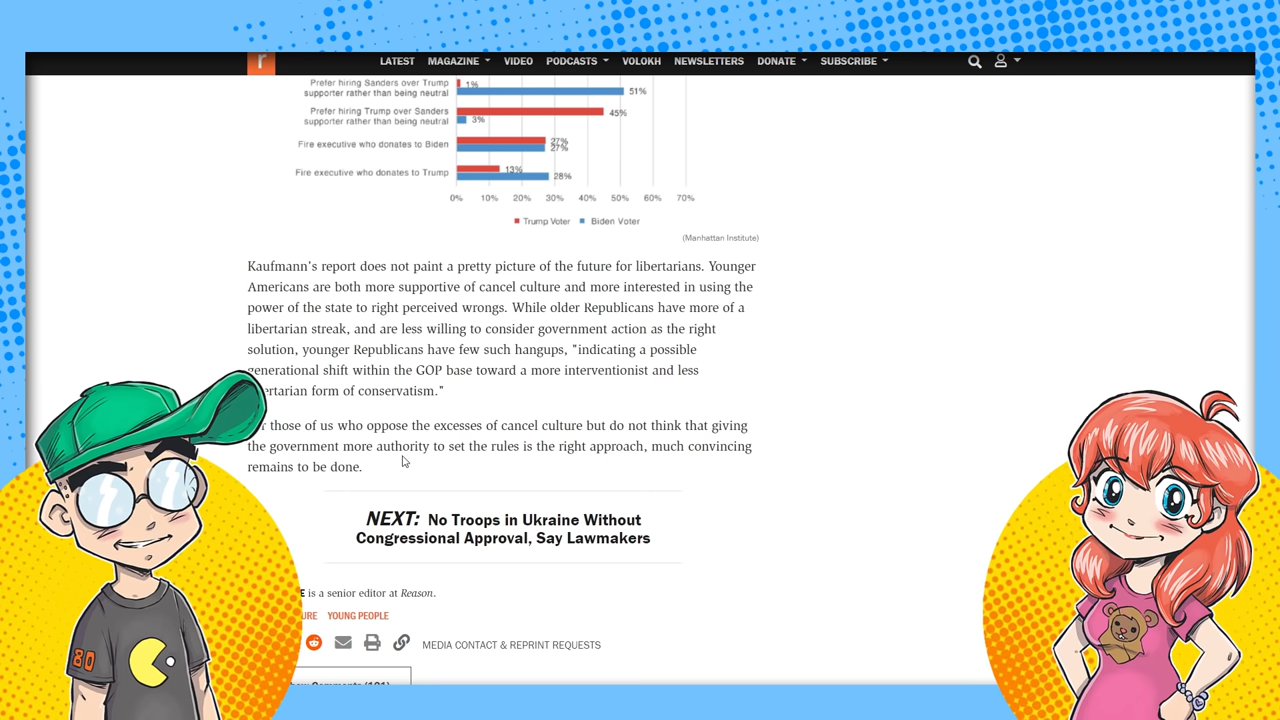 r LATEST MAGAZINE VIDEO PODCASTS VOLOKH NEWSLETTERS DONATE SUBSCRIBE
Prefer hiring Sanders over Trump
supporter rather than being neutral
1%
51%
Prefer hiring Trump over Sanders
supporter rather than being neutral
45%
3%
Fire executive who donates to Biden
27%
27%
Fire executive who donates to Trump
13%
28%
0% 10% 20% 30% 40% 50% 60% 70%
Trump Voter Biden Voter
(Manhattan Institute)
Kaufmann's report does not paint a pretty picture of the future for libertarians. Younger
Americans are both more supportive of cancel culture and more interested in using the
power of the state to right perceived wrongs. While older Republicans have more of a
libertarian streak, and are less willing to consider government action as the right
solution, younger Republicans have few such hangups, "indicating a possible
generational shift within the GOP base toward a more interventionist and less
ertarian form of conservatism."
r those of us who oppose the excesses of cancel culture but do not think that giving
the government more authority to set the rules is the right approach, much convincing
remains to be done.
NEXT: No Troops in Ukraine Without
Congressional Approval, Say Lawmakers
E is a senior editor at Reason.
URE YOUNG PEOPLE
MEDIA CONTACT & REPRINT REQUESTS
80